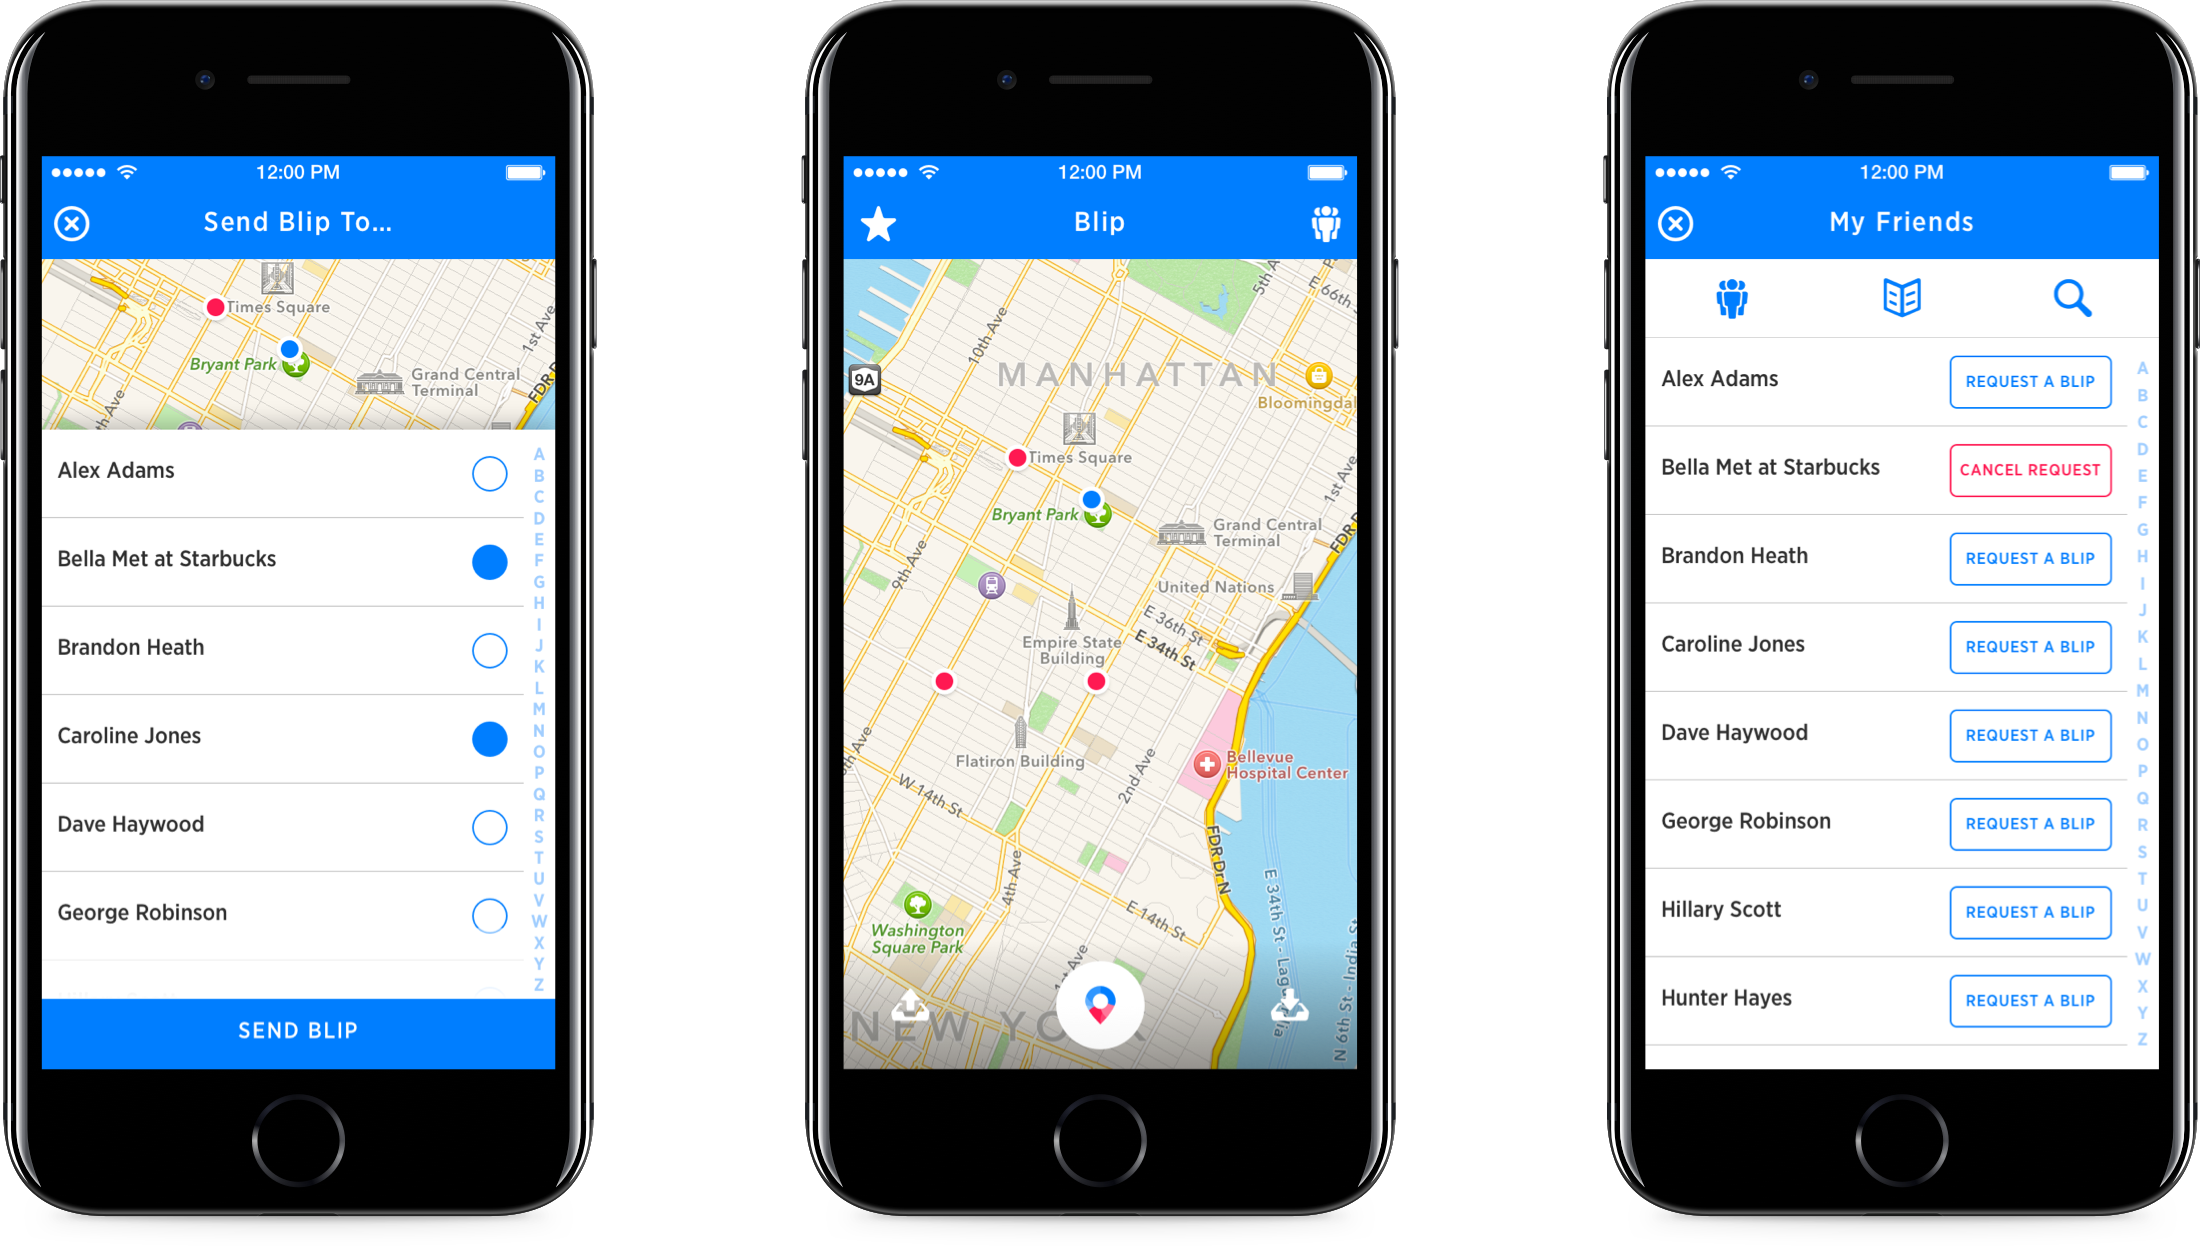 12:00 PM
Send Blip To...
Times Square
Bryant Park
Grand Central
Terminal
1st Ave
FDR D
th Ave
Alex Adams
Bella Met at Starbucks
Brandon Heath
Caroline Jones
Dave Haywood
George Robinson
A
B
C
D
E
F
G
H
I
J
K
L
M
N
O
P
Q
R
S
T
U
V
W
X
Y
Z
SEND BLIP
12:00 PM
Blip
5th A
E 66th
10th Ave
MANHATTAN
9A
Bloomingdal
Times Square
1st Ave
Bryant Park
Grand Central
Terminal
FDR D
9th Ave
United Nations
E 36th St
E 34th St
Empire State
Building
Flatiron Building
8th Ave
2nd Ave
Bellevue
Hospital Center
W 14th St
FDR Dr N
4th Ave
E 34th St - Lag
E 14th St
Washington
Square Park
1st Ave
N 6th St - India St
NEW YORK
12:00 PM
My Friends
Alex Adams
REQUEST A BLIP
Bella Met at Starbucks
CANCEL REQUEST
Brandon Heath
REQUEST A BLIP
Caroline Jones
REQUEST A BLIP
Dave Haywood
REQUEST A BLIP
George Robinson
REQUEST A BLIP
Hillary Scott
REQUEST A BLIP
Hunter Hayes
REQUEST A BLIP
A
B
C
D
E
F
G
H
I
J
K
L
M
N
O
P
Q
R
S
T
U
V
W
X
Y
Z